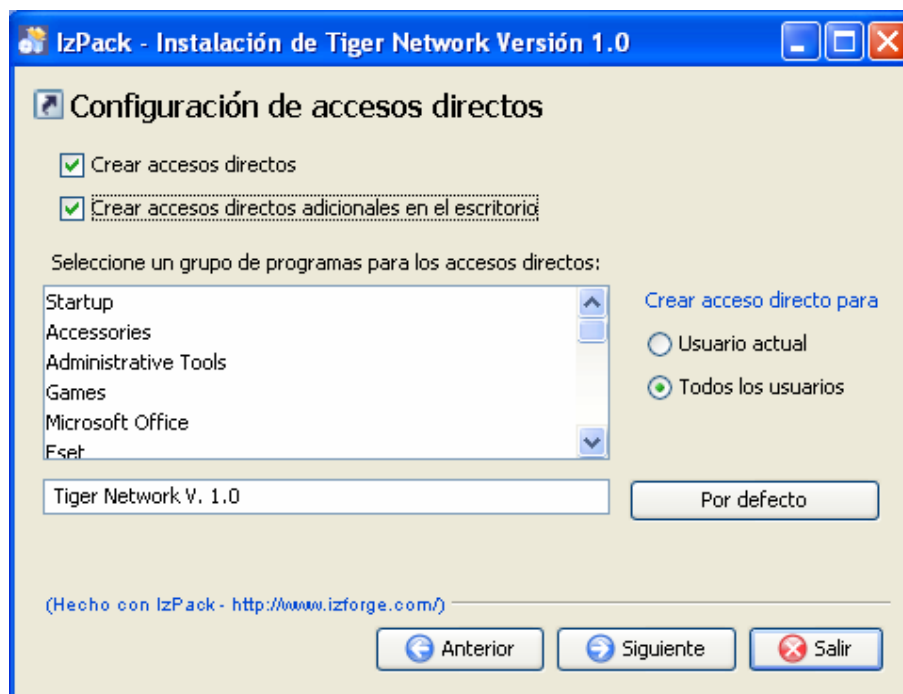 IzPack - Instalación de Tiger Network Versión 1.0
Configuración de accesos directos
Crear accesos directos
Crear accesos directos adicionales en el escritorio
Seleccione un grupo de programas para los accesos directos:
Startup
Accessories
Administrative Tools
Games
Microsoft Office
Eset
Crear acceso directo para
Usuario actual
Todos los usuarios
Tiger Network V. 1.0
Por defecto
(Hecho con IzPack - http://www.izforge.com/)
Anterior
Siguiente
Salir